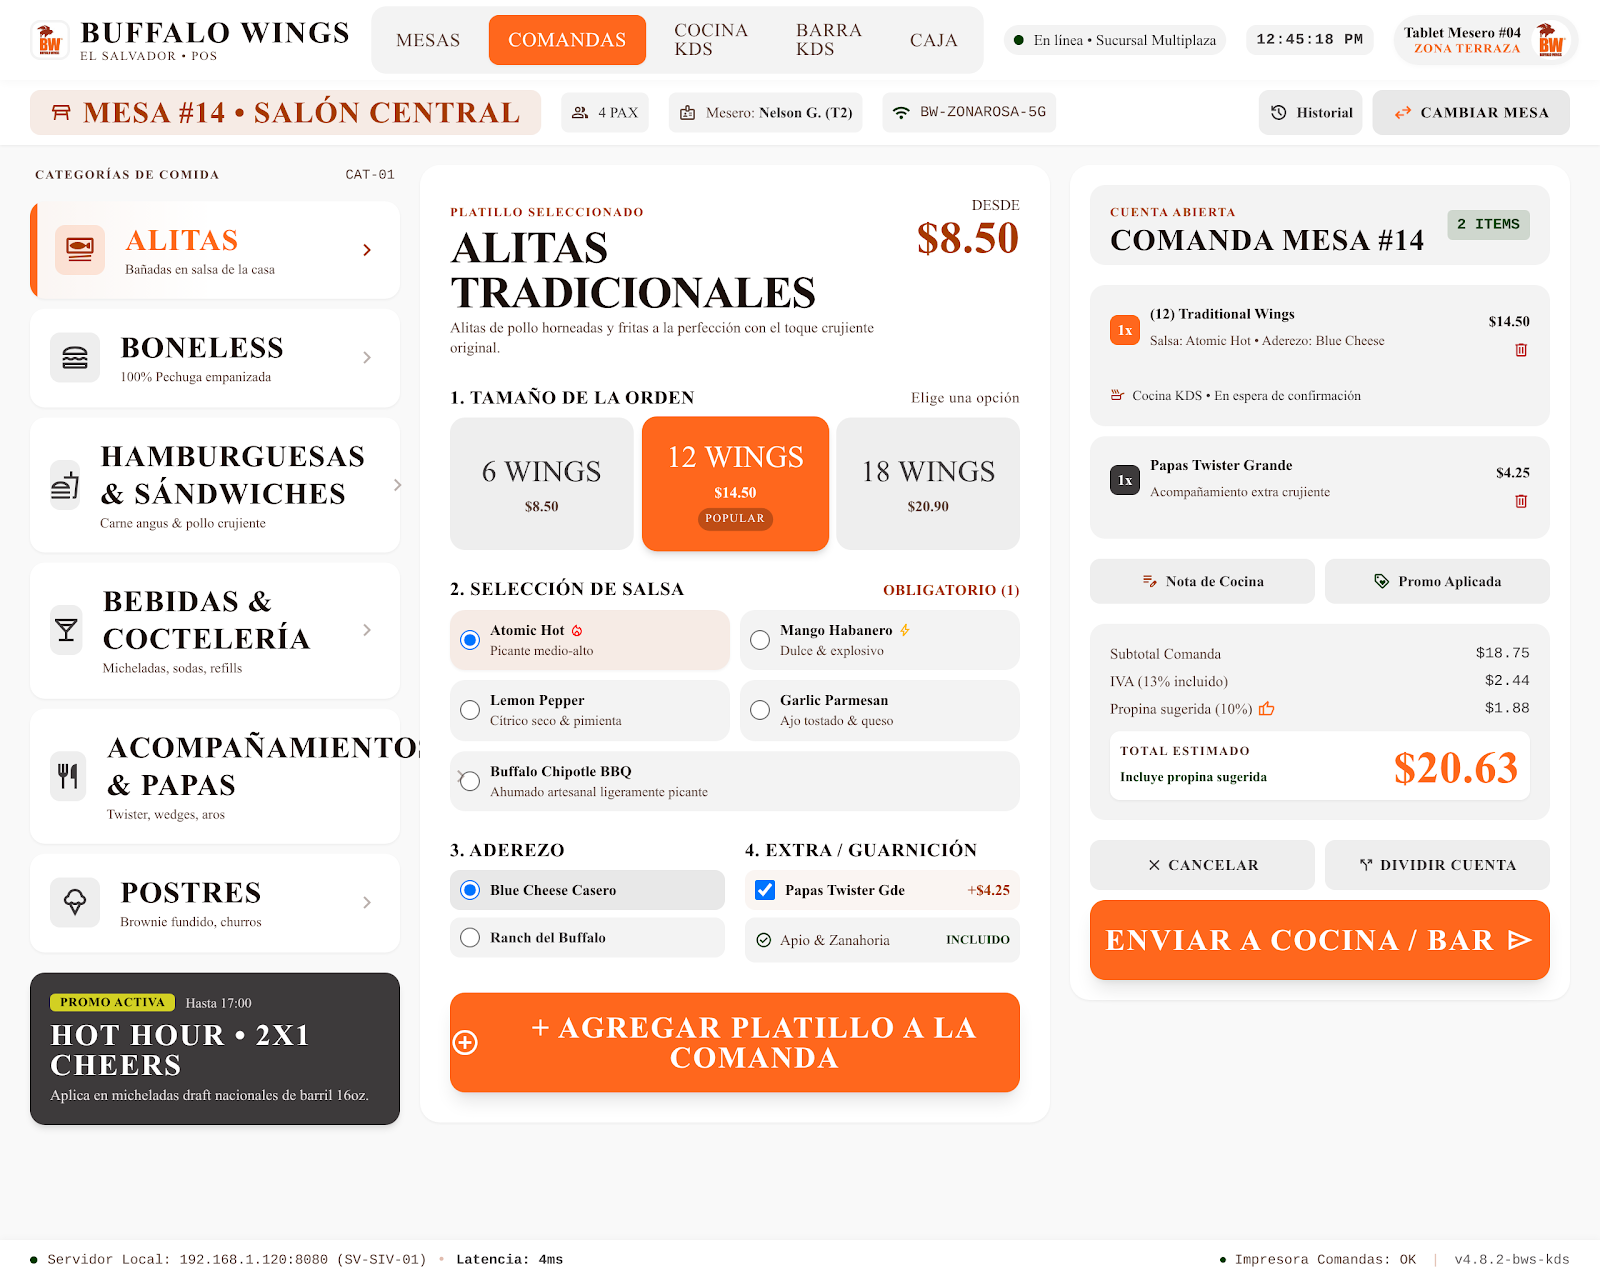 BUFFALO WINGS
EL SALVADOR • POS
MESAS
COMANDAS
COCINA
KDS
BARRA
KDS
CAJA
En línea • Sucursal Multiplaza
12:45:18 PM
Tablet Mesero #04
ZONA TERRAZA
MESA #14 • SALÓN CENTRAL
4 PAX
Mesero: Nelson G. (T2)
BW-ZONAROSA-5G
Historial
CAMBIAR MESA
CATEGORÍAS DE COMIDA
CAT-01
ALITAS
Bañadas en salsa de la casa
BONELESS
100% Pechuga empanizada
HAMBURGUESAS
& SÁNDWICHES
Carne angus & pollo crujiente
BEBIDAS &
COCTELERÍA
Micheladas, sodas, refills
ACOMPAÑAMIENTOS
& PAPAS
Twister, wedges, aros
POSTRES
Brownie fundido, churros
PROMO ACTIVA
Hasta 17:00
HOT HOUR • 2X1
CHEERS
Aplica en micheladas draft nacionales de barril 16oz.
PLATILLO SELECCIONADO
ALITAS
TRADICIONALES
Alitas de pollo horneadas y fritas a la perfección con el toque crujiente
original.
DESDE
$8.50
1. TAMAÑO DE LA ORDEN
Elige una opción
6 WINGS
$8.50
12 WINGS
$14.50
POPULAR
18 WINGS
$20.90
2. SELECCIÓN DE SALSA
OBLIGATORIO (1)
Atomic Hot
Picante medio-alto
Mango Habanero
Dulce & explosivo
Lemon Pepper
Cítrico seco & pimienta
Garlic Parmesan
Ajo tostado & queso
Buffalo Chipotle BBQ
Ahumado artesanal ligeramente picante
3. ADEREZO
Blue Cheese Casero
Ranch del Buffalo
4. EXTRA / GUARNICIÓN
Papas Twister Gde
+$4.25
Apio & Zanahoria
INCLUIDO
+ AGREGAR PLATILLO A LA
COMANDA
CUENTA ABIERTA
COMANDA MESA #14
2 ITEMS
1x
(12) Traditional Wings
Salsa: Atomic Hot • Aderezo: Blue Cheese
$14.50
Cocina KDS • En espera de confirmación
1x
Papas Twister Grande
Acompañamiento extra crujiente
$4.25
Nota de Cocina
Promo Aplicada
Subtotal Comanda
$18.75
IVA (13% incluido)
$2.44
Propina sugerida (10%)
$1.88
TOTAL ESTIMADO
Incluye propina sugerida
$20.63
CANCELAR
DIVIDIR CUENTA
ENVIAR A COCINA / BAR
Servidor Local: 192.168.1.120:8080 (SV-SIV-01) • Latencia: 4ms
Impresora Comandas: OK | v4.8.2-bws-kds